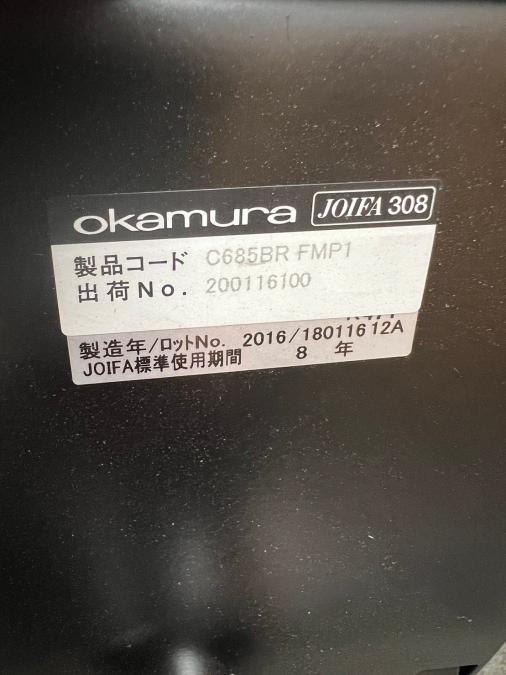 okamura JOIFA 308
製品コード C685BR FMP1
出荷No. 200116100
製造年/ロットNo. 2016/18011612A
JOIFA標準使用期間 8 年